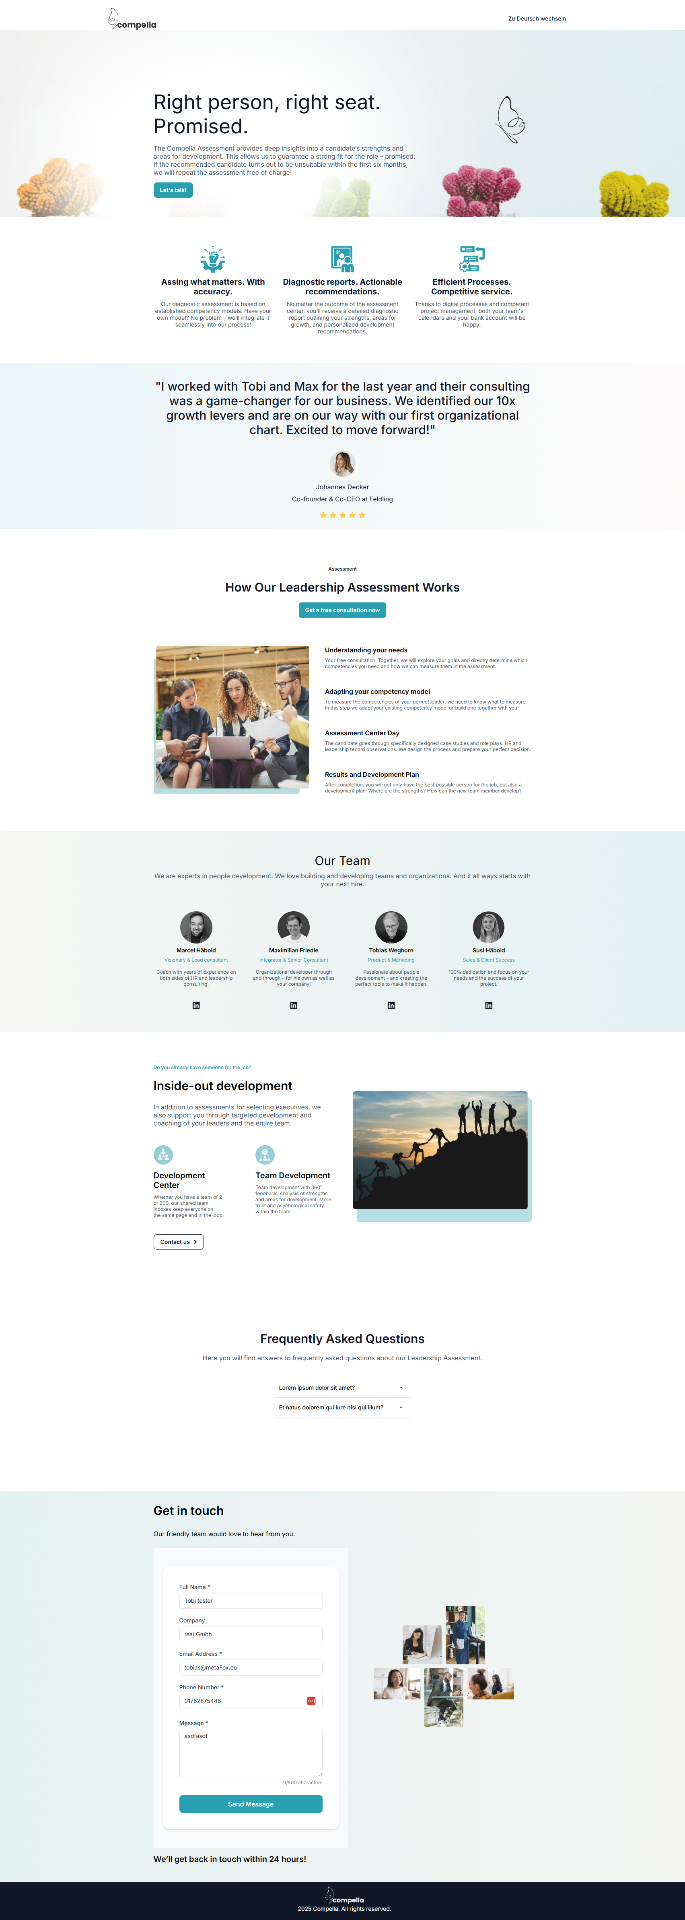 compella
Zu Deutsch wechseln
Right person, right seat.
Promised.
The Compella Assessment provides deep insights into a candidate's strengths and
areas for development. This allows us to guarantee a strong fit for the role – promised:
If the recommended candidate turns out to be unsuitable within the first six months,
we will repeat the assessment free of charge!
Let's talk!
Assing what matters. With
accuracy.
Our diagnostic assessment is based on
established competency models. Have your
own model? No problem – we'll integrate it
seamlessly into our process!
Diagnostic reports. Actionable
recommendations.
No matter the outcome of the assessment
center, you'll receive a detailed diagnostic
report outlining your strengths, areas for
growth, and personalized development
recommendations.
Efficient Processes.
Competitive service.
Thanks to digital processes and competent
project management, both your team's
calendars and your bank account will be
happy.
"I worked with Tobi and Max for the last year and their consulting
was a game-changer for our business. We identified our 10x
growth levers and are on our way with our first organizational
chart. Excited to move forward!"
Johannes Decker
Co-founder & Co-CEO at Feldling
Assessment
How Our Leadership Assessment Works
Get a free consultation now
Understanding your needs
Your free consultation. Together, we will explore your goals and directly determine which
competencies you need and how we can measure them in the assessment.
Adapting your competency model
To measure the competencies of your perfect leader, we need to know what to measure.
In this step we adapt your existing competency model or build one together with you!
Assessment Center Day
The candidate goes through specifically designed case studies and role plays. HR and
leadership record observations. We design the process and prepare your perfect decision.
Results and Development Plan
After completion, you will not only have the best possible person for the job, but also a
development plan: Where are the strengths? How can the new team member develop?
Our Team
We are experts in people development. We love building and developing teams and organizations. And it all ways starts with
your next hire.
Marcel Häbold
Visionary & Lead consultant
Coach with years of experience on
both sides of HR and leadership
consulting.
Maximilian Friedle
Integrator & Senior Consultant
Organizational developer through
and through – for his own as well as
your company!
Tobias Weghorn
Product & Marketing
Passionate about people
development – and creating the
perfect tools to make it happen.
Susi Häbold
Sales & Client Success
100% dedication and focus on your
needs and the success of your
project.
Do you already have someone for the job?
Inside-out development
In addition to assessments for selecting executives, we
also support you through targeted development and
coaching of your leaders and the entire team.
Development
Center
Whether you have a team of 2
or 200, our shared team
inboxes keep everyone on
the same page and in the loop.
Team Development
Team development with 360°
feedback. Analysis of strengths
and areas for development. More
trust and psychological safety
within the team.
Contact us
Frequently Asked Questions
Here you will find answers to frequently asked questions about our Leadership Assessment.
Lorem ipsum dolor sit amet?
Et natus dolorem qui iure nisi qui illum?
Get in touch
Our friendly team would love to hear from you.
Full Name *
Tobi tester
Company
test Gmbh
Email Address *
tobias@metaFox.eu
Phone Number *
01762875446
Message *
asdfasdf
9/500 characters
Send Message
We'll get back in touch within 24 hours!
compella
2025 Compella. All rights reserved.